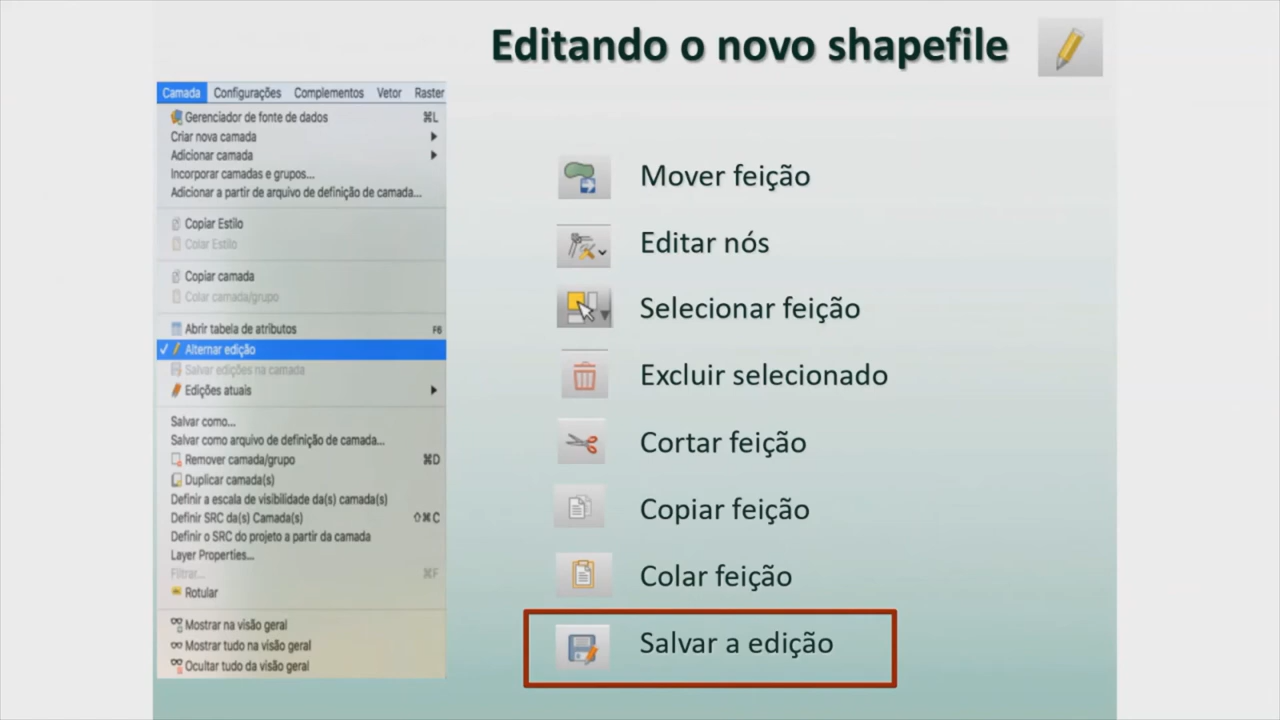 Editando o novo shapefile
Camada Configurações Complementos Vetor Raster
Gerenciador de fonte de dados ⌘L
Criar nova camada
Adicionar camada
Incorporar camadas e grupos...
Adicionar a partir de arquivo de definição de camada...
Copiar Estilo
Colar Estilo
Copiar camada
Colar camada/grupo
Abrir tabela de atributos F6
✓ Alternar edição
Salvar edições na camada
Edições atuais
Salvar como...
Salvar como arquivo de definição de camada...
Remover camada/grupo ⌘D
Duplicar camada(s)
Definir a escala de visibilidade da(s) camada(s)
Definir SRC da(s) Camada(s) ⇧⌘C
Definir o SRC do projeto a partir da camada
Layer Properties...
Filtrar... ⌘F
Rotular
Mostrar na visão geral
Mostrar tudo na visão geral
Ocultar tudo da visão geral
Mover feição
Editar nós
Selecionar feição
Excluir selecionado
Cortar feição
Copiar feição
Colar feição
Salvar a edição